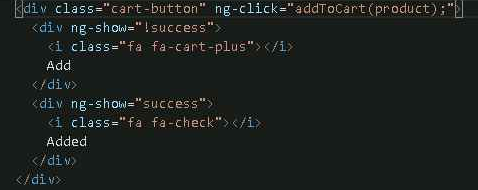 <div class="cart-button" ng-click="addToCart(product);">
<div ng-show="!success">
<i class="fa fa-cart-plus"></i>
Add
</div>
<div ng-show="success">
<i class="fa fa-check"></i>
Added
</div>
</div>